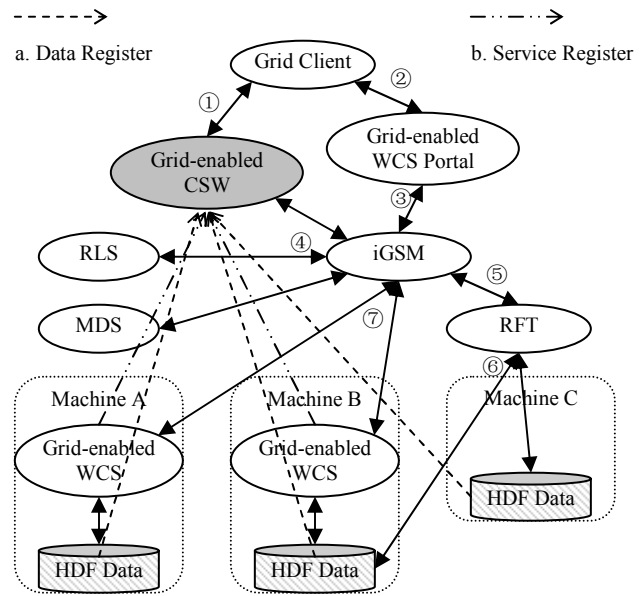 a. Data Register
b. Service Register
Grid Client
①
②
Grid-enabled
CSW
Grid-enabled
WCS Portal
③
RLS
④
iGSM
⑤
MDS
⑦
RFT
⑥
Machine A
Machine B
Machine C
Grid-enabled
WCS
Grid-enabled
WCS
HDF Data
HDF Data
HDF Data